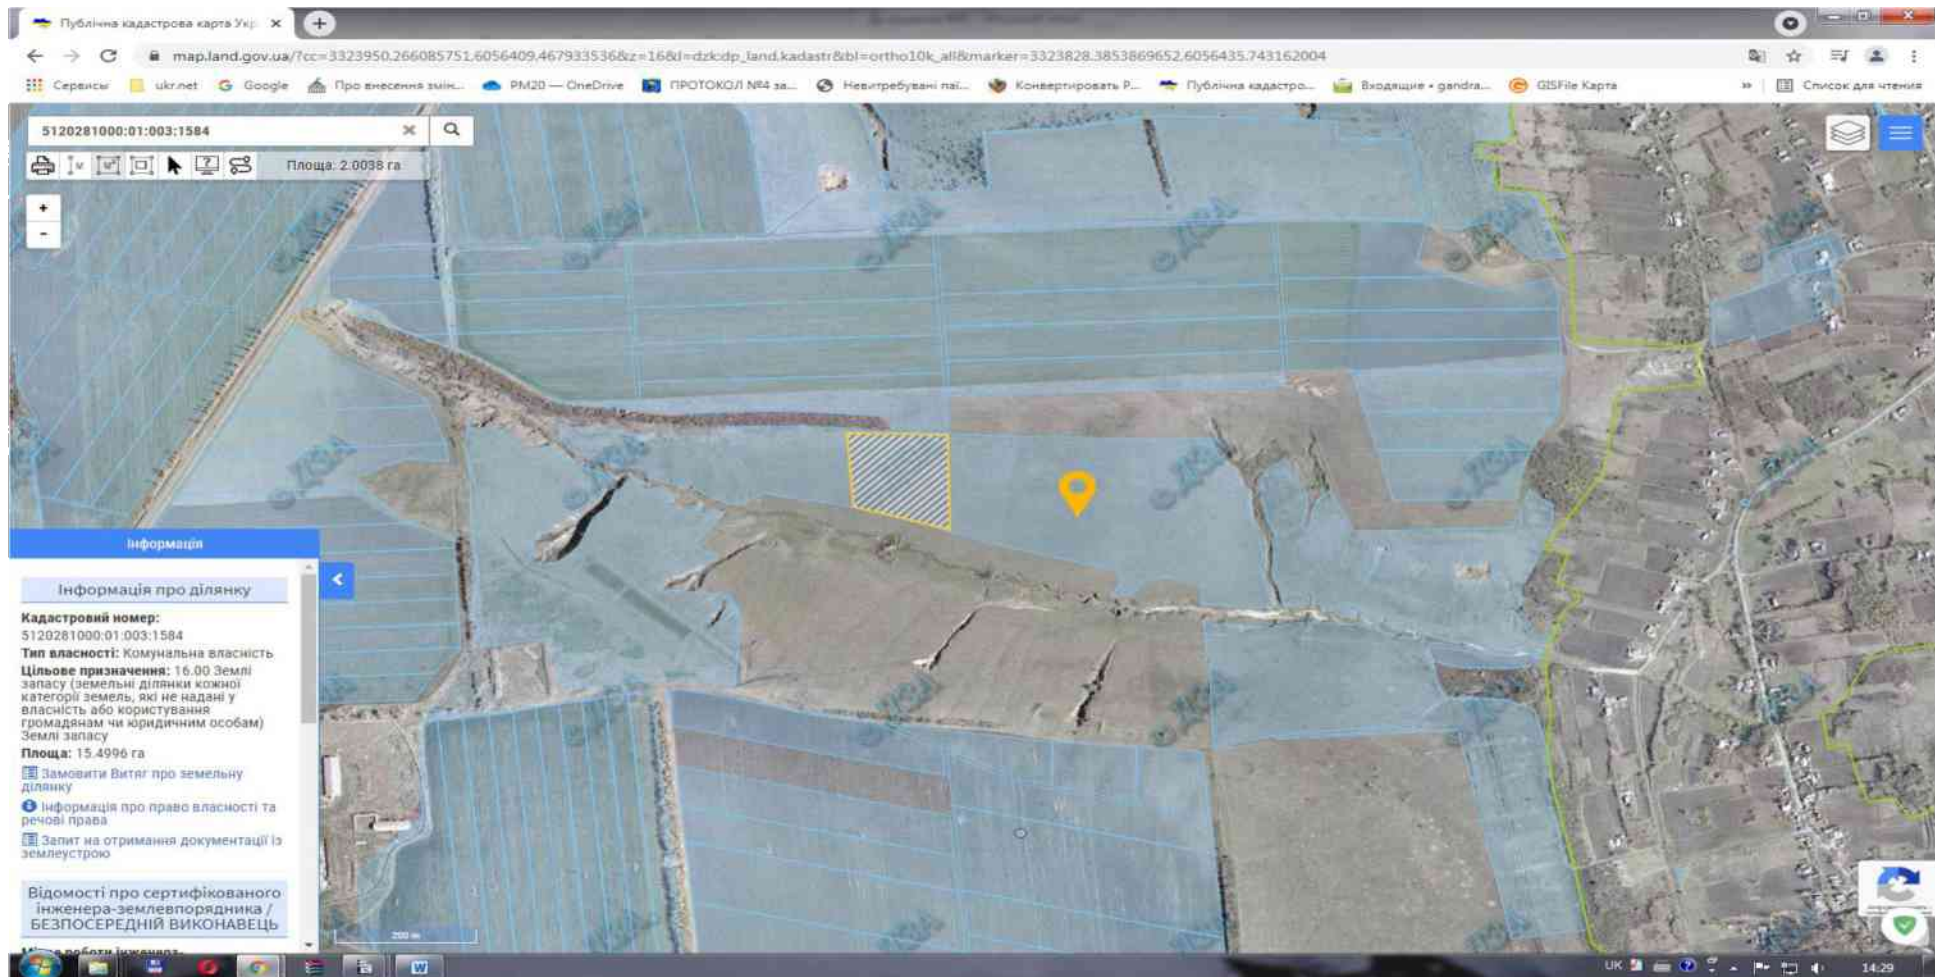 Публічна кадастрова карта Укр
map.land.gov.ua/?cc=3323950.266085751,6056409.467933536&z=16&l=dzk:dp_land,kadastr&bl=ortho10k_all&marker=3323828.3853869652,6056435.743162004
Сервисы ukr.net Google Про внесення змін... PM20 — OneDrive ПРОТОКОЛ №4 за... Невитребувані паї... Конвертировать Р... Публічна кадастро... Входящие • gandra... GISFile Карта » Список для чтения
5120281000:01:003:1584
Площа: 2.0038 га
+
-
© ДЗК
Інформація
Інформація про ділянку
Кадастровий номер:
5120281000:01:003:1584
Тип власності: Комунальна власність
Цільове призначення: 16.00 Землі
запасу (земельні ділянки кожної
категорії земель, які не надані у
власність або користування
громадянам чи юридичним особам)
Землі запасу
Площа: 15.4996 га
Замовити Витяг про земельну
ділянку
Інформація про право власності та
речові права
Запит на отримання документації із
землеустрою
Відомості про сертифікованого
інженера-землевпорядника /
БЕЗПОСЕРЕДНІЙ ВИКОНАВЕЦЬ
200 m
UK 14:29